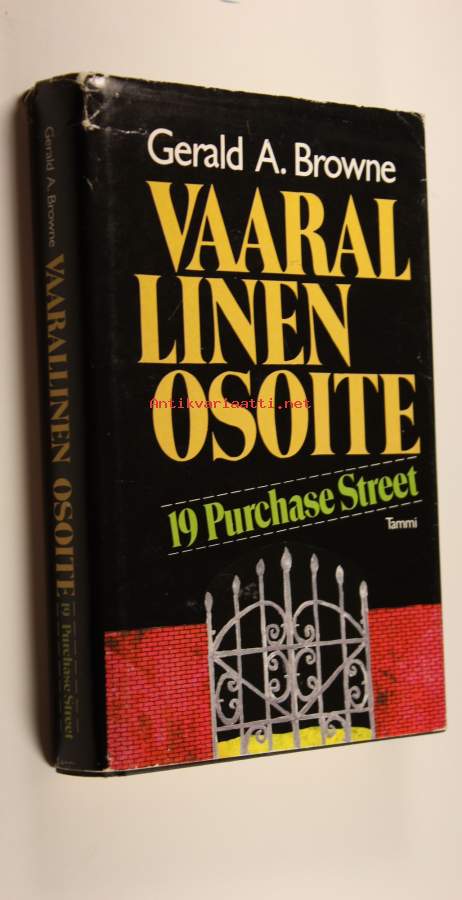 Gerald A. Browne
VAARAL
LINEN
OSOITE
19 Purchase Street
Tammi
Gerald A. Browne VAARALLINEN OSOITE 19 Purchase Street
Antikvariaatti.net